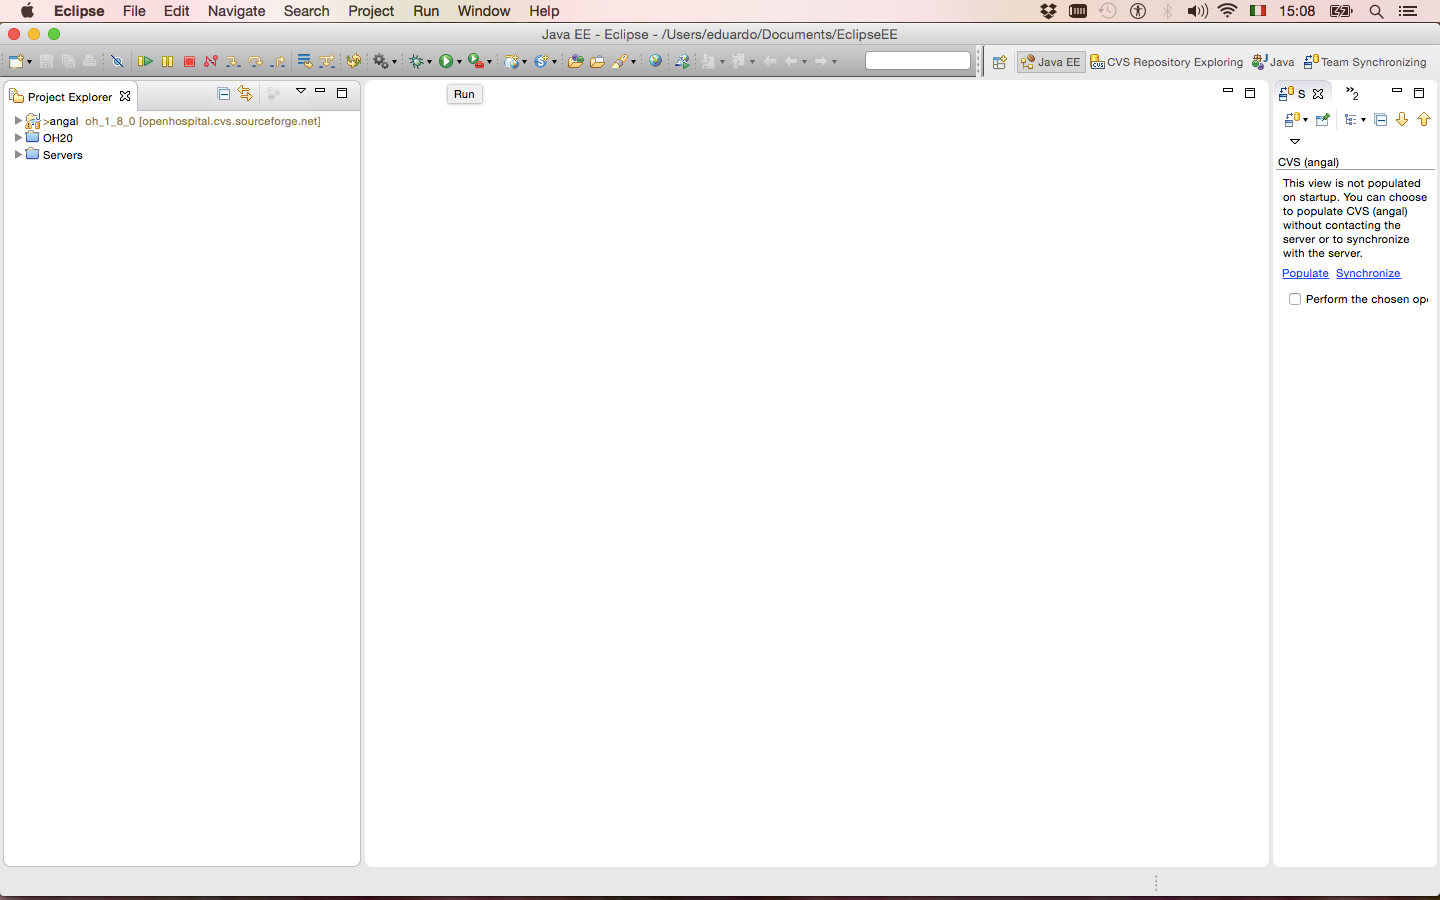 Eclipse File Edit Navigate Search Project Run Window Help 15:08
Java EE - Eclipse - /Users/eduardo/Documents/EclipseEE
Java EE CVS Repository Exploring Java Team Synchronizing
Project Explorer
Run
S
2
>angal oh_1_8_0 [openhospital.cvs.sourceforge.net]
OH20
Servers
CVS (angal)
This view is not populated
on startup. You can choose
to populate CVS (angal)
without contacting the
server or to synchronize
with the server.
Populate Synchronize
Perform the chosen ope